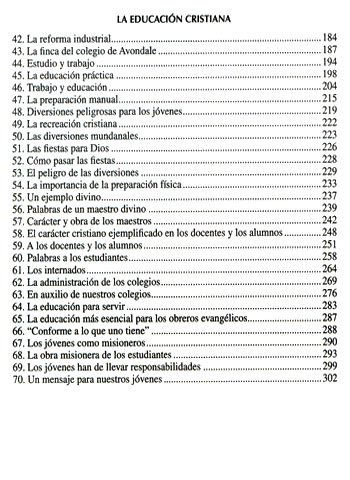 LA EDUCACIÓN CRISTIANA
42. La reforma industrial..................184
43. La finca del colegio de Avondale..................187
44. Estudio y trabajo..................194
45. La educación práctica..................198
46. Trabajo y educación..................204
47. La preparación manual..................215
48. Diversiones peligrosas para los jóvenes..................219
49. La recreación cristiana..................222
50. Las diversiones mundanales..................223
51. Las fiestas para Dios..................226
52. Cómo pasar las fiestas..................228
53. El peligro de las diversiones..................229
54. La importancia de la preparación física..................233
55. Un ejemplo divino..................237
56. Palabras de un maestro divino..................239
57. Carácter y obra de los maestros..................242
58. El carácter cristiano ejemplificado en los docentes y los alumnos..................248
59. A los docentes y los alumnos..................251
60. Palabras a los estudiantes..................258
61. Los internados..................264
62. La administración de los colegios..................269
63. En auxilio de nuestros colegios..................276
64. La educación para servir..................283
65. La educación más esencial para los obreros evangélicos..................287
66. “Conforme a lo que uno tiene”..................288
67. Los jóvenes como misioneros..................290
68. La obra misionera de los estudiantes..................293
69. Los jóvenes han de llevar responsabilidades..................299
70. Un mensaje para nuestros jóvenes..................302